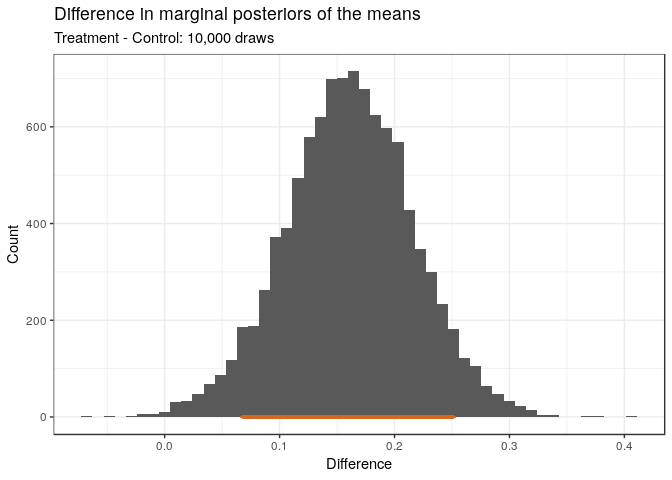 Difference in marginal posteriors of the means
Treatment - Control: 10,000 draws
600
400
200
0
Count
0.0 0.1 0.2 0.3 0.4
Difference